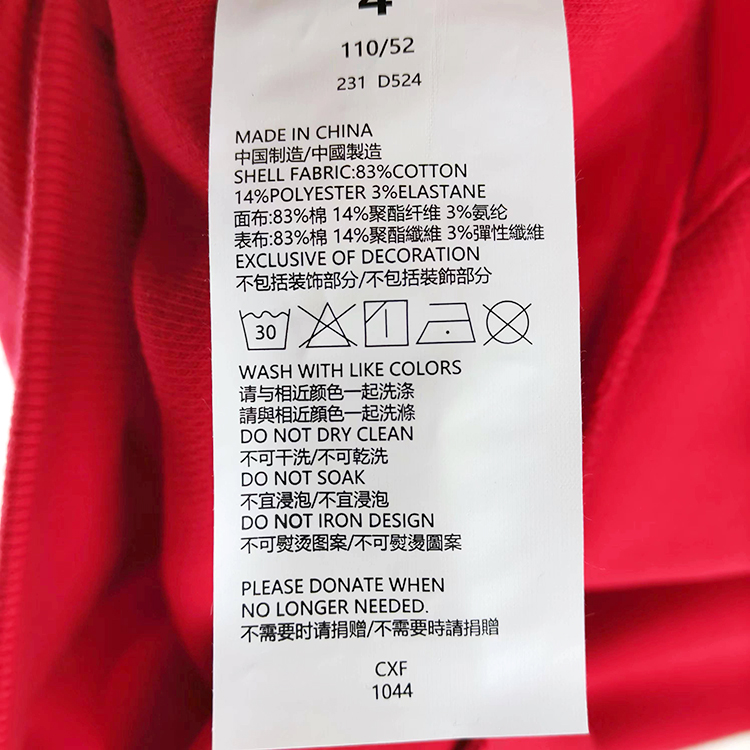 4
110/52
231 D524
MADE IN CHINA
中国制造/中國製造
SHELL FABRIC:83%COTTON
14%POLYESTER 3%ELASTANE
面布:83%棉 14%聚酯纤维 3%氨纶
表布:83%棉 14%聚酯纖維 3%彈性纖維
EXCLUSIVE OF DECORATION
不包括装饰部分/不包括裝飾部分
30
WASH WITH LIKE COLORS
请与相近颜色一起洗涤
請與相近顔色一起洗滌
DO NOT DRY CLEAN
不可干洗/不可乾洗
DO NOT SOAK
不宜浸泡/不宜浸泡
DO NOT IRON DESIGN
不可熨烫图案/不可熨燙圖案
PLEASE DONATE WHEN
NO LONGER NEEDED.
不需要时请捐赠/不需要時請捐贈
CXF
1044